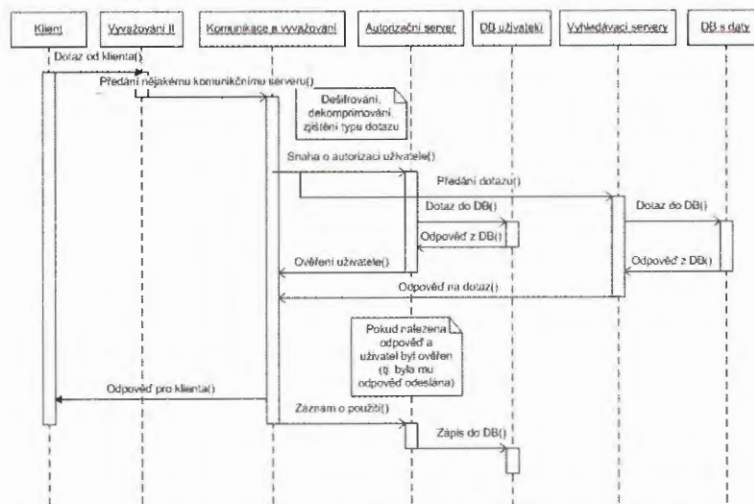 Klient
Vyvažování II
Komunikace a vyvažování
Autorizační server
DB uživatelů
Vyhledávací servery
DB s daty
Dotaz od klienta()
Předání nějakému komunikčnímu serveru()
Dešifrování,
dekomprimování,
zjištění typu dotazu
Snaha o autorizaci uživatele()
Předání dotazu()
Dotaz do DB()
Dotaz do DB()
Odpověď z DB()
Ověření uživatele()
Odpověď z DB()
Odpověď na dotaz()
Pokud nalezena
odpověď a
uživatel byl ověřen
(tj. byla mu
odpověď odeslána)
Odpověď pro klienta()
Záznam o použití()
Zápis do DB()